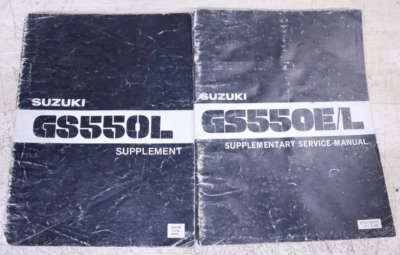 SUZUKI
GS550L
SUPPLEMENT
SUZUKI
GS550E/L
SUPPLEMENTARY SERVICE MANUAL